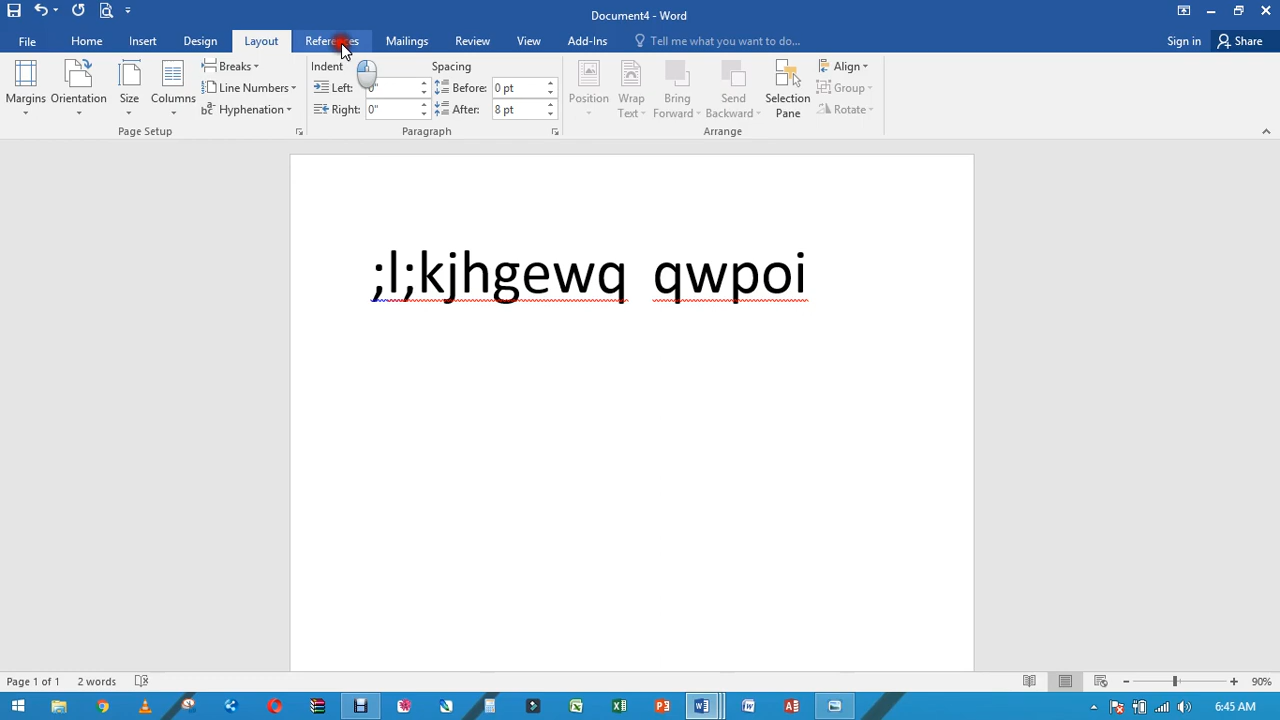 Document4 - Word
File Home Insert Design Layout References Mailings Review View Add-Ins Tell me what you want to do... Sign in Share
Margins Orientation Size Columns
Breaks
Line Numbers
Hyphenation
Page Setup
Indent Spacing
Left: 0" Before: 0 pt
Right: 0" After: 8 pt
Paragraph
Position Wrap Text Bring Forward Send Backward Selection Pane
Align
Group
Rotate
Arrange
;l;kjhgewq qwpoi
Page 1 of 1 2 words 90%
6:45 AM